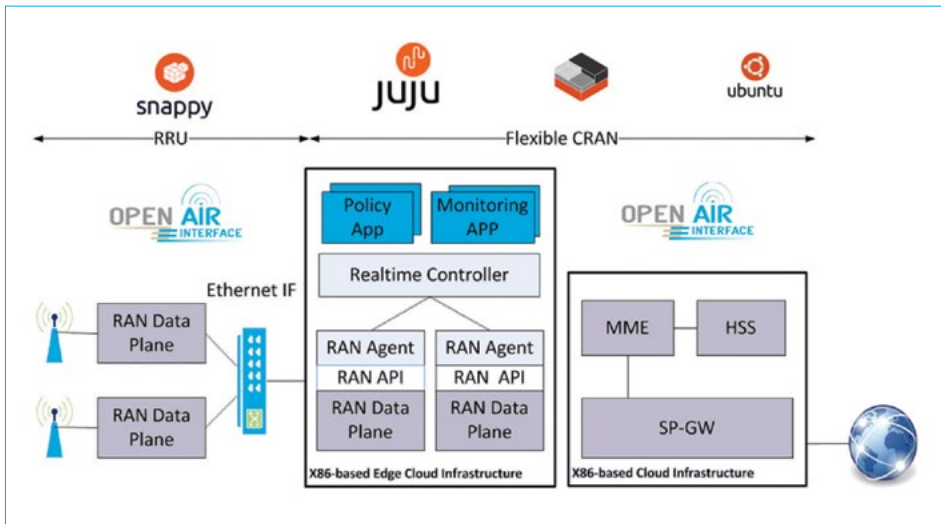 snappy
juju
ubuntu
RRU
Flexible CRAN
OPEN AIR
INTERFACE
Policy
App
Monitoring
APP
OPEN AIR
INTERFACE
Realtime Controller
Ethernet IF
RAN Data
Plane
RAN Data
Plane
RAN Agent
RAN API
RAN Data
Plane
RAN Agent
RAN API
RAN Data
Plane
X86-based Edge Cloud Infrastructure
MME
HSS
SP-GW
X86-based Cloud Infrastructure